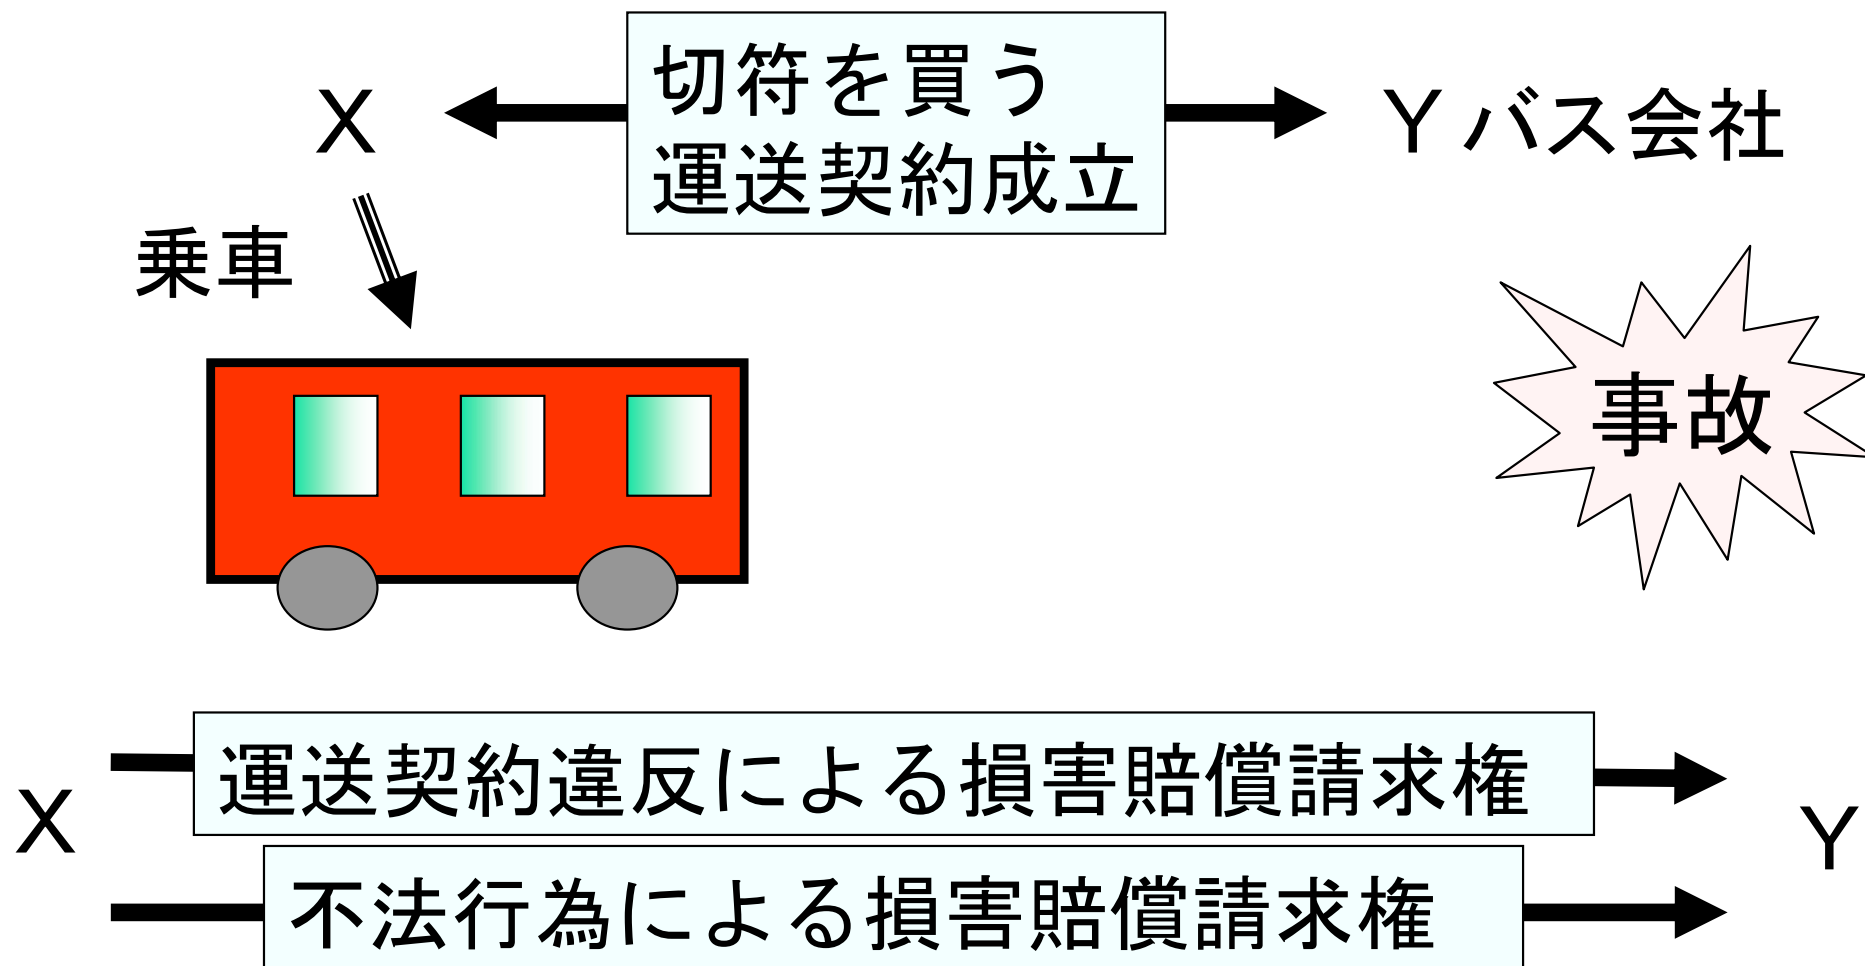 切符を買う
運送契約成立
X
Yバス会社
乗車
事故
運送契約違反による損害賠償請求権
X
Y
不法行為による損害賠償請求権